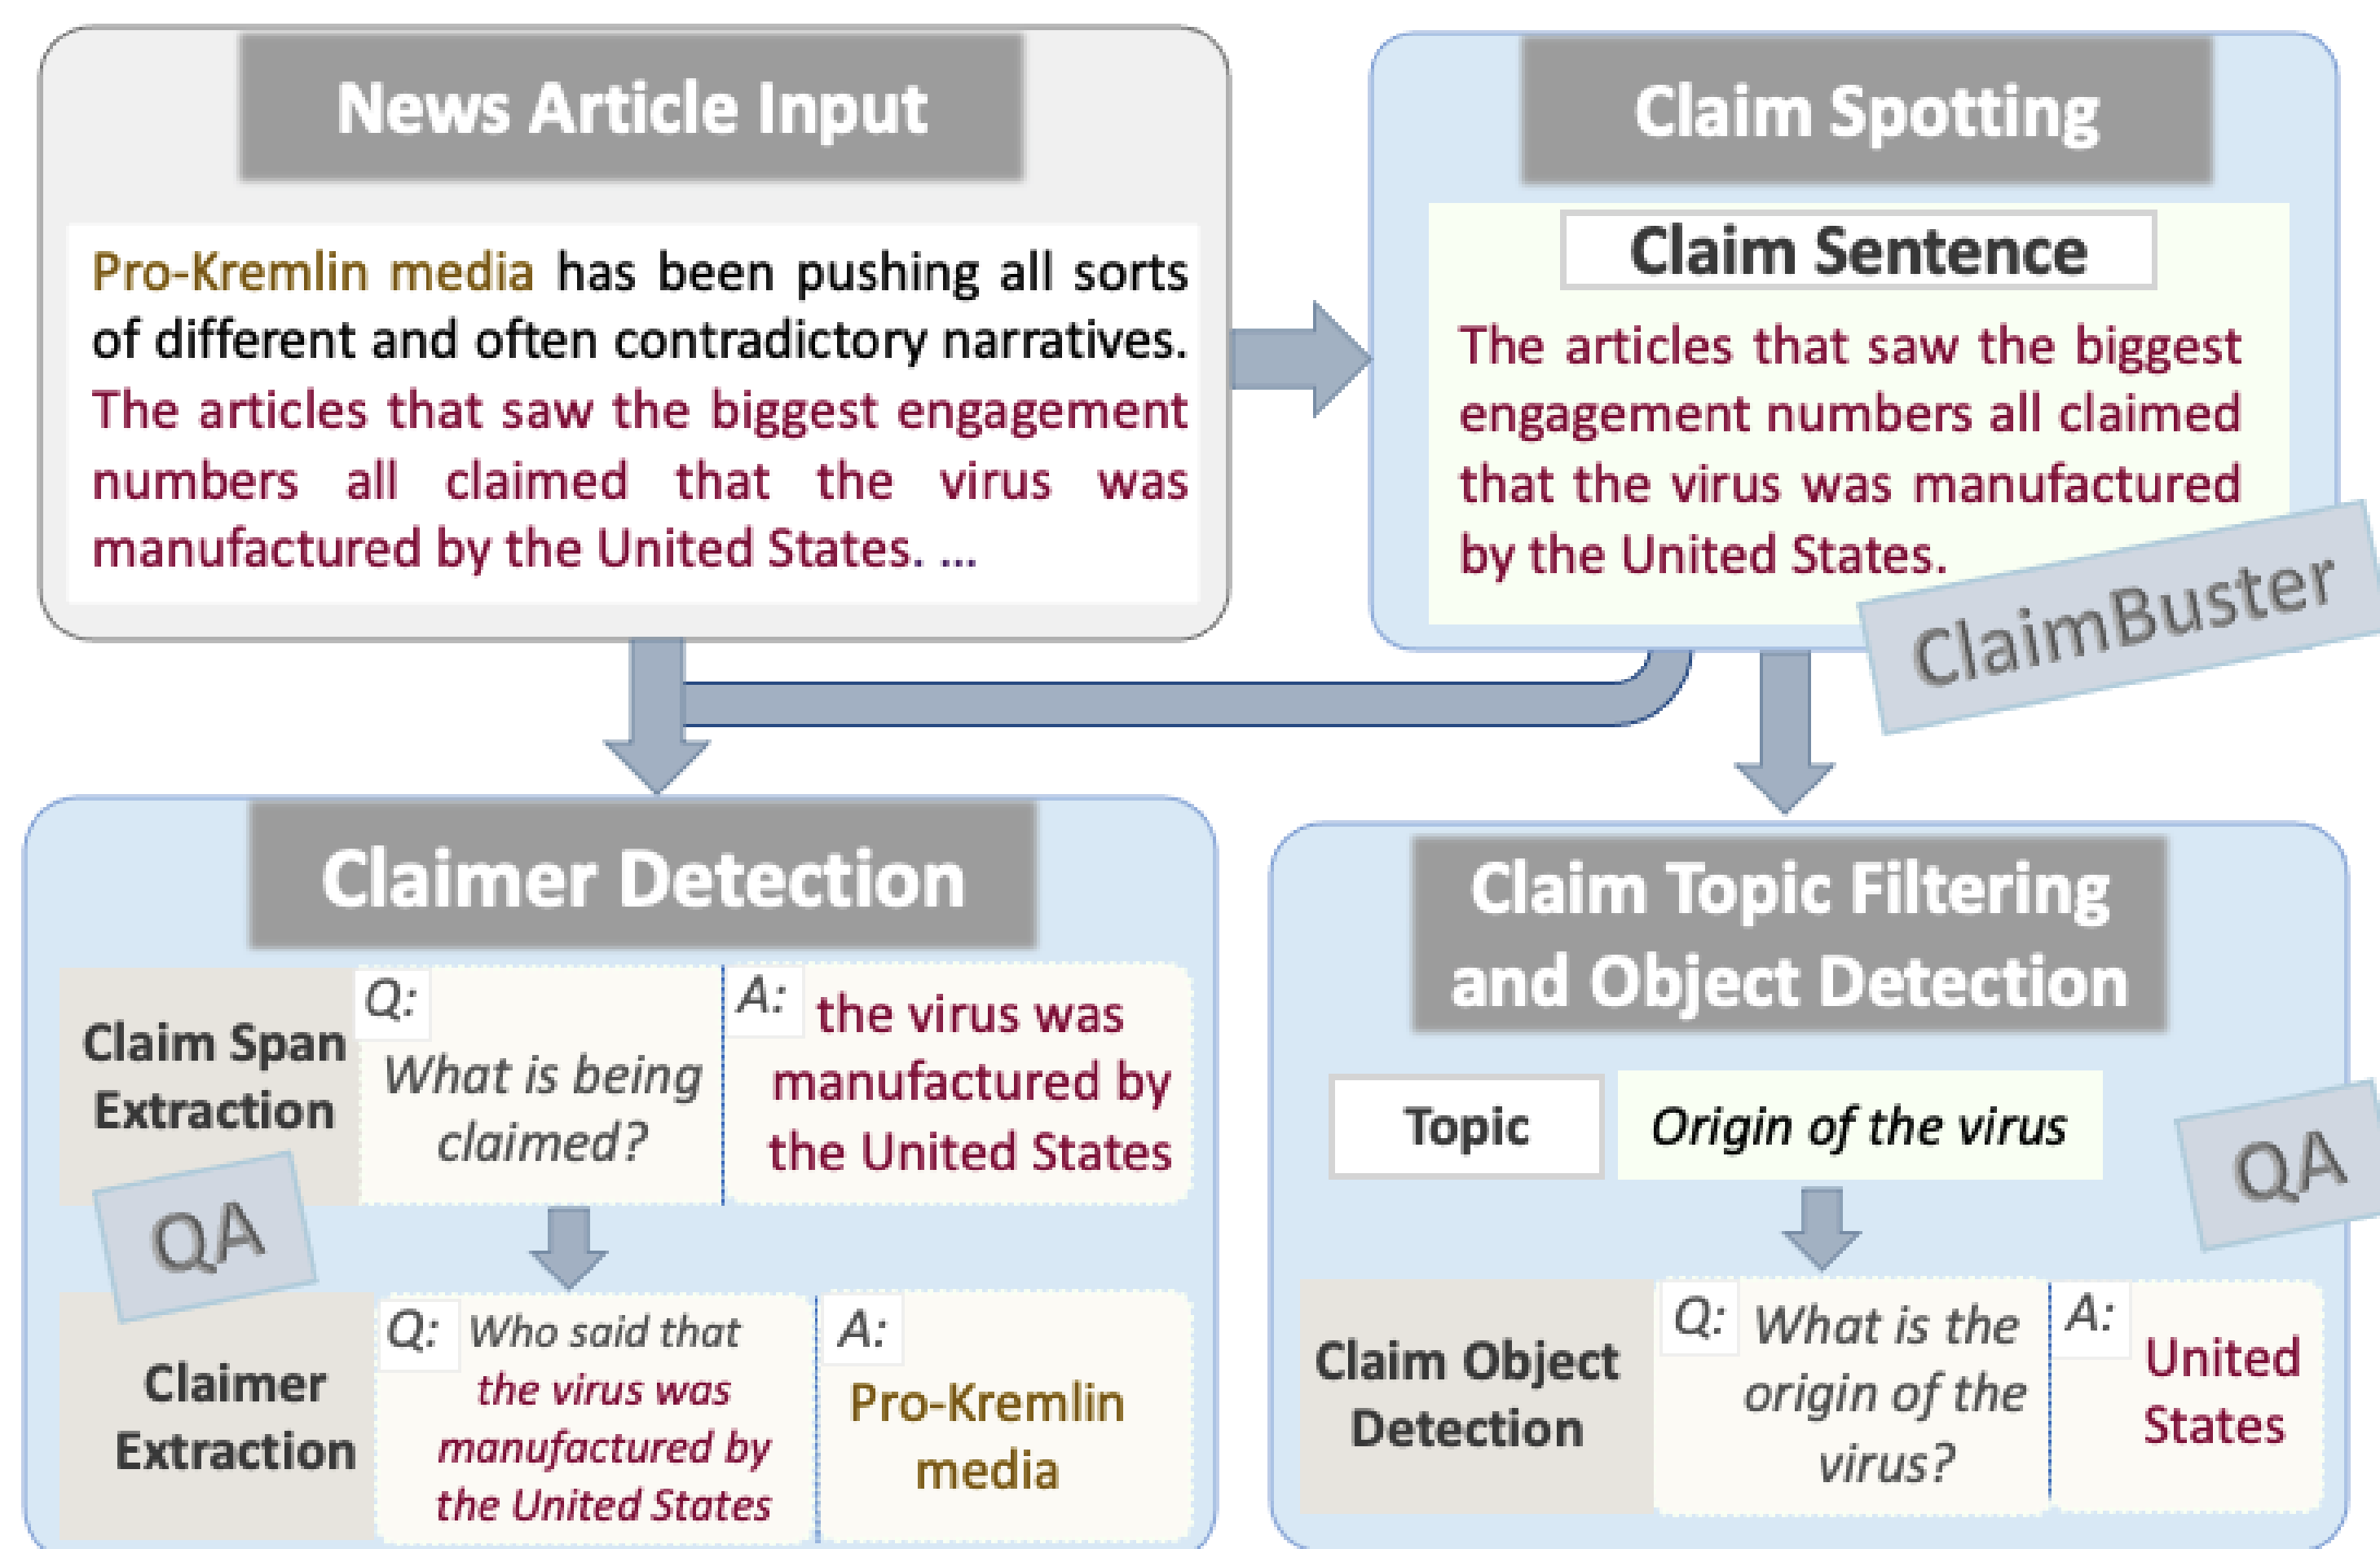 News Article Input
Pro-Kremlin media has been pushing all sorts
of different and often contradictory narratives.
The articles that saw the biggest engagement
numbers all claimed that the virus was
manufactured by the United States. ...
Claim Spotting
Claim Sentence
The articles that saw the biggest
engagement numbers all claimed
that the virus was manufactured
by the United States.
ClaimBuster
Claimer Detection
Claim Span
Extraction
Q:
What is being
claimed?
A:
the virus was
manufactured by
the United States
QA
Claimer
Extraction
Q:
Who said that
the virus was
manufactured by
the United States
A:
Pro-Kremlin
media
Claim Topic Filtering
and Object Detection
Topic
Origin of the virus
QA
Claim Object
Detection
Q:
What is the
origin of the
virus?
A:
United
States